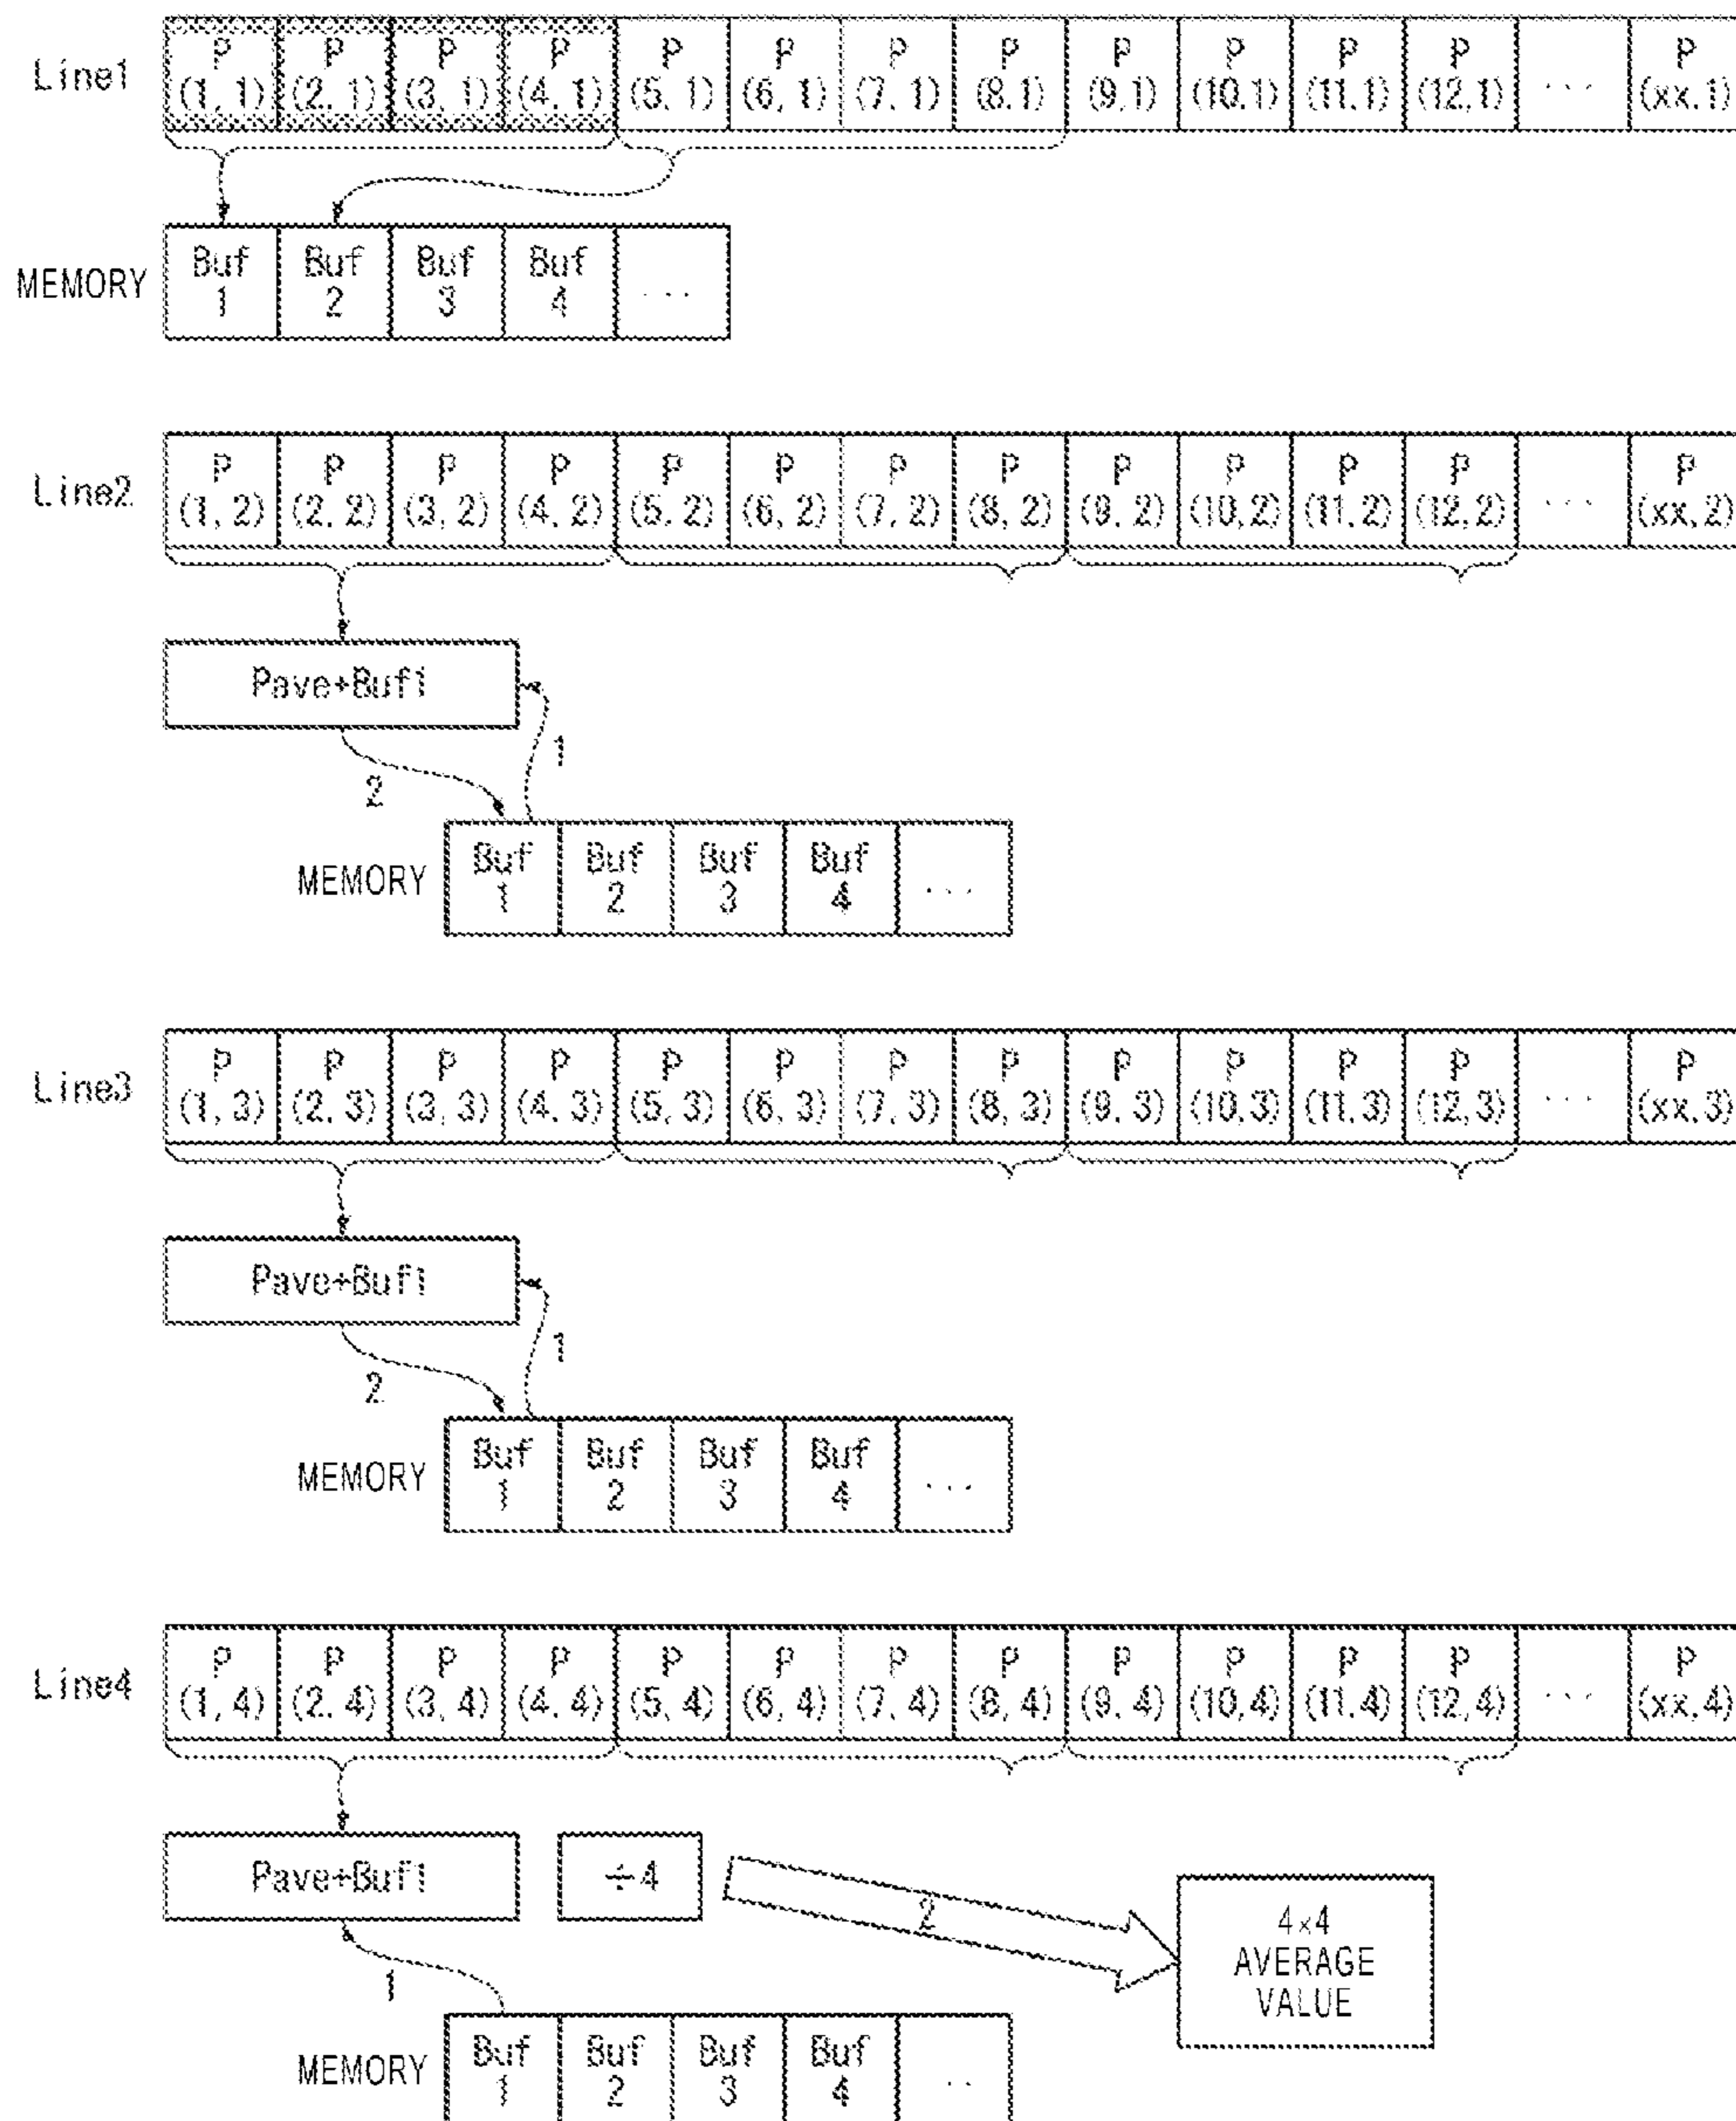 Line1 P (1,1) P (2,1) P (3,1) P (4,1) P (5,1) P (6,1) P (7,1) P (8,1) P (9,1) P (10,1) P (11,1) P (12,1) ... P (xx,1)
MEMORY Buf 1 Buf 2 Buf 3 Buf 4 ...
Line2 P (1,2) P (2,2) P (3,2) P (4,2) P (5,2) P (6,2) P (7,2) P (8,2) P (9,2) P (10,2) P (11,2) P (12,2) ... P (xx,2)
Pave+Buf1
1
2
MEMORY Buf 1 Buf 2 Buf 3 Buf 4 ...
Line3 P (1,3) P (2,3) P (3,3) P (4,3) P (5,3) P (6,3) P (7,3) P (8,3) P (9,3) P (10,3) P (11,3) P (12,3) ... P (xx,3)
Pave+Buf1
1
2
MEMORY Buf 1 Buf 2 Buf 3 Buf 4 ...
Line4 P (1,4) P (2,4) P (3,4) P (4,4) P (5,4) P (6,4) P (7,4) P (8,4) P (9,4) P (10,4) P (11,4) P (12,4) ... P (xx,4)
Pave+Buf1 ÷4
2
4×4
AVERAGE
VALUE
1
MEMORY Buf 1 Buf 2 Buf 3 Buf 4 ..